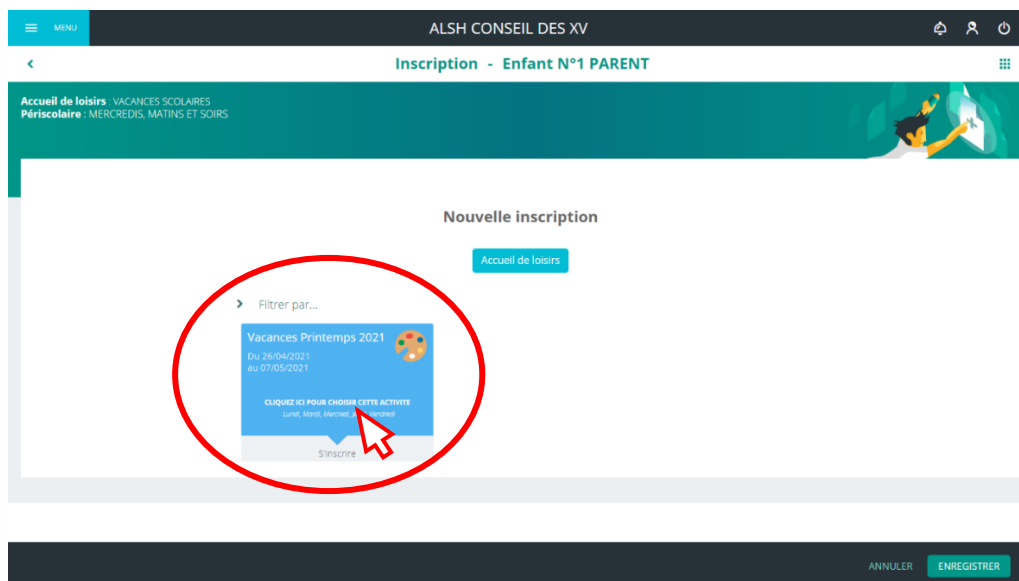 MENU
ALSH CONSEIL DES XV
Inscription - Enfant N°1 PARENT
Accueil de loisirs : VACANCES SCOLAIRES
Périscolaire : MERCREDIS, MATINS ET SOIRS
Nouvelle inscription
Accueil de loisirs
Filtrer par...
Vacances Printemps 2021
Du 26/04/2021
au 07/05/2021
CLIQUEZ ICI POUR CHOISIR CETTE ACTIVITE
Lundi, Mardi, Mercredi, Vendredi
S'inscrire
ANNULER
ENREGISTRER